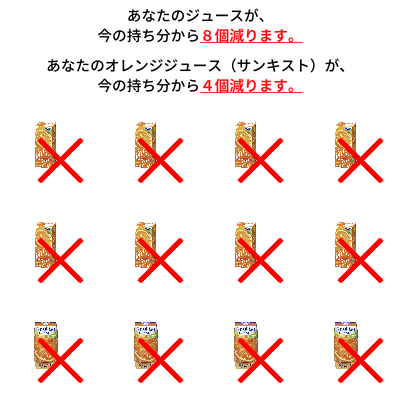 あなたのジュースが、
今の持ち分から８個減ります。
あなたのオレンジジュース（サンキスト）が、
今の持ち分から４個減ります。